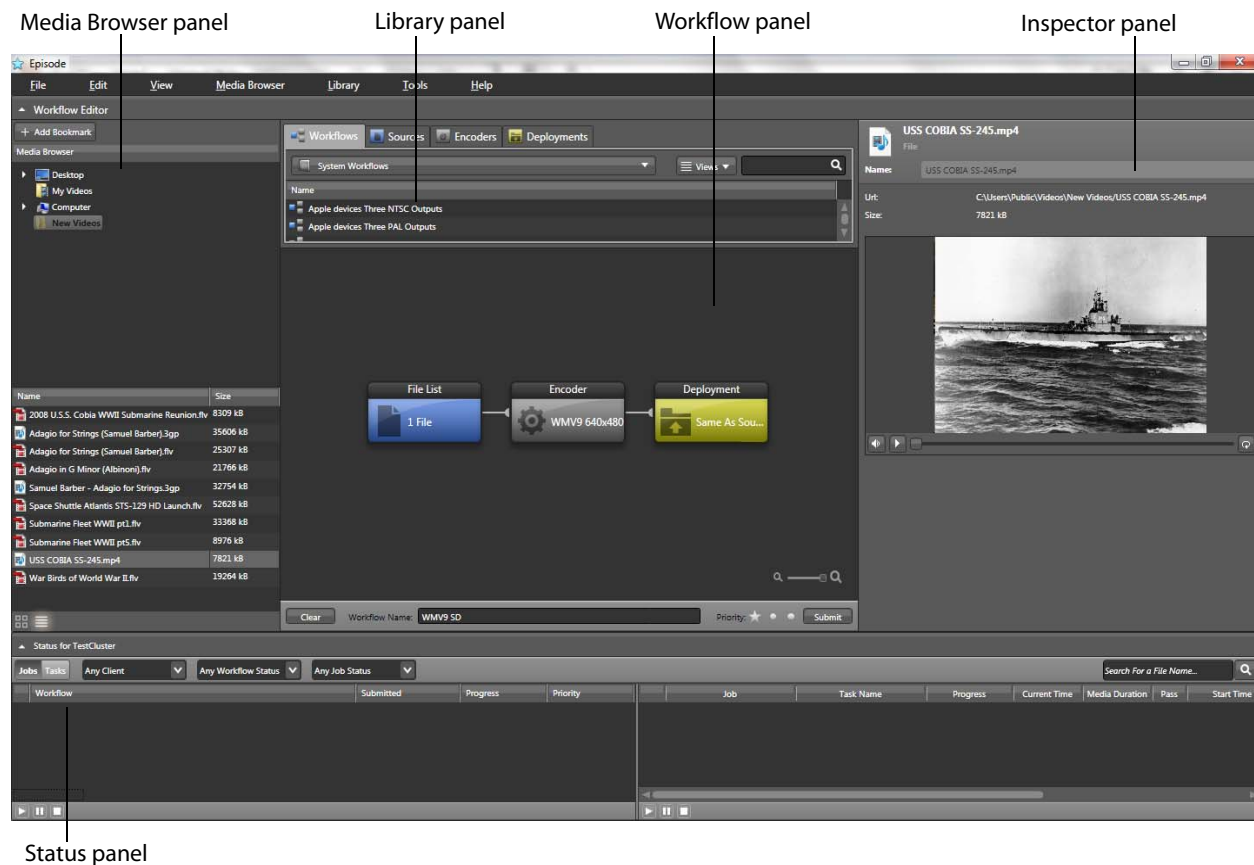 Media Browser panel
Library panel
Workflow panel
Inspector panel
Episode
File Edit View Media Browser Library Tools Help
Workflow Editor
+ Add Bookmark
Media Browser
Desktop
My Videos
Computer
New Videos
Name Size
2008 U.S.S. Cobia WWII Submarine Reunion.flv 8309 kB
Adagio for Strings (Samuel Barber).3gp 35606 kB
Adagio for Strings (Samuel Barber).flv 25307 kB
Adagio in G Minor (Albinoni).flv 21766 kB
Samuel Barber - Adagio for Strings.3gp 32754 kB
Space Shuttle Atlantis STS-129 HD Launch.flv 52628 kB
Submarine Fleet WWII pt1.flv 33368 kB
Submarine Fleet WWII pt5.flv 8976 kB
USS COBIA SS-245.mp4 7821 kB
War Birds of World War II.flv 19264 kB
Workflows Sources Encoders Deployments
System Workflows Views
Name
Apple devices Three NTSC Outputs
Apple devices Three PAL Outputs
File List
1 File
Encoder
WMV9 640x480
Deployment
Same As Sou...
Clear Workflow Name: WMV9 SD Priority: Submit
USS COBIA SS-245.mp4
File
Name: USS COBIA SS-245.mp4
Url: C:\Users\Public\Videos\New Videos/USS COBIA SS-245.mp4
Size: 7821 kB
Status for TestCluster
Jobs Tasks Any Client Any Workflow Status Any Job Status Search For a File Name...
Workflow Submitted Progress Priority
Job Task Name Progress Current Time Media Duration Pass Start Time
Status panel